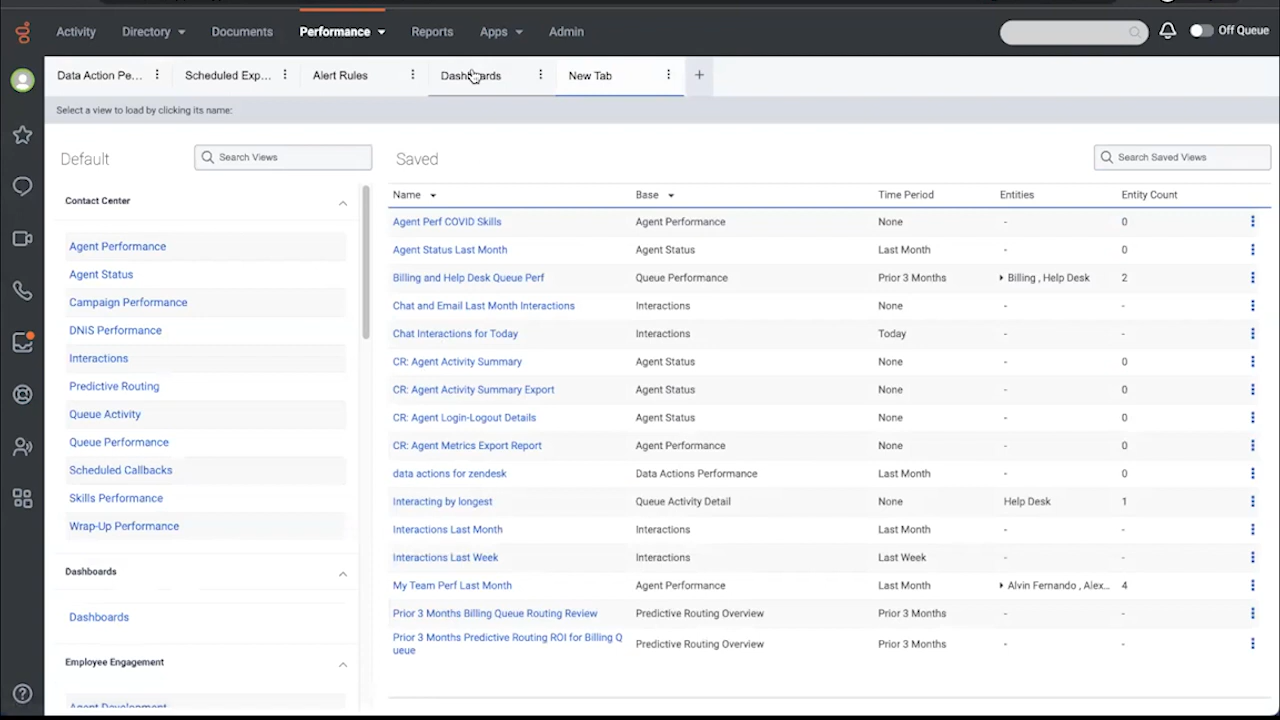 Activity Directory Documents Performance Reports Apps Admin Off Queue
Data Action Pe... Scheduled Exp... Alert Rules Dashboards New Tab +
Select a view to load by clicking its name:
Default
Search Views
Contact Center
Agent Performance
Agent Status
Campaign Performance
DNIS Performance
Interactions
Predictive Routing
Queue Activity
Queue Performance
Scheduled Callbacks
Skills Performance
Wrap-Up Performance
Dashboards
Dashboards
Employee Engagement
Agent Development
Saved
Search Saved Views
Name Base Time Period Entities Entity Count
Agent Perf COVID Skills Agent Performance None - 0
Agent Status Last Month Agent Status Last Month - 0
Billing and Help Desk Queue Perf Queue Performance Prior 3 Months Billing , Help Desk 2
Chat and Email Last Month Interactions Interactions None - -
Chat Interactions for Today Interactions Today - -
CR: Agent Activity Summary Agent Status None - 0
CR: Agent Activity Summary Export Agent Status None - 0
CR: Agent Login-Logout Details Agent Status None - 0
CR: Agent Metrics Export Report Agent Performance None - 0
data actions for zendesk Data Actions Performance Last Month - 0
Interacting by longest Queue Activity Detail None Help Desk 1
Interactions Last Month Interactions Last Month - -
Interactions Last Week Interactions Last Week - -
My Team Perf Last Month Agent Performance Last Month Alvin Fernando , Alex... 4
Prior 3 Months Billing Queue Routing Review Predictive Routing Overview Prior 3 Months - -
Prior 3 Months Predictive Routing ROI for Billing Q
ueue Predictive Routing Overview Prior 3 Months - -